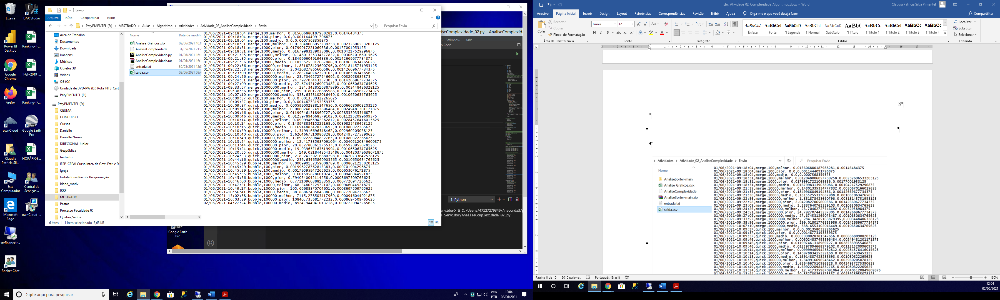 Lixeira
DAX Studio
Power BI
Desktop
Ranking-IF...
Google
Chrome
IFGF-2019_...
Firefox
Ranking-IF...
ownCloud
Google Earth
Pro
Claudia
Patricia Sil...
HORÁRIOS...
Este
Computador
Central de
Serviços...
Microsoft
Edge
ownCloud-...
srvfinanceir...
Rocket Chat
Envio
Arquivo Início Compartilhar Exibir
PatyPMENTEL (E:) > MESTRADO > Aulas > Algoritimo > Atividades > Atividade_02_AnaliseComplexidade > Envio
Pesquisar Envio
Área de Trabalho
Documentos
Downloads
Imagens
Músicas
Objetos 3D
Vídeos
OS (C:)
Unidade de DVD-RW (D:) Rota_NT3_Cart
PatyPMENTEL (E:)
PatyPMENTEL (E:)
CEUMA
CONCURSO
Cursos
Danielle
Danielle Nunes
DIRECIONAL Junior
Gespública
herberto
IESP-CEPALCurso Inter. de Gest. Estr. e D
Igreja
Instaladores Pacote Programação
irland_motiv
IRRF
MESTRADO
Pastas
Processo Faculdade JR
Quebra_Senha
6 itens 1 item selecionado 3,63 KB
Nome Data de modific
Analise_Graficos.xlsx 02/06/2021 10:0
AnaliseComplexidade 31/05/2021 21:2
AnaliseComplexidade.py 01/06/2021 16:1
AnaliseComplexidade.rar 01/06/2021 16:1
entrada.txt 30/05/2021 12:0
saida.csv 02/06/2021 09:4
01/06/2021-09:18:04,merge,100,melhor, 0.015606880187988281,0.00146484375
01/06/2021-09:18:04,merge,100,pior, 0.0,0.0011444091796875
01/06/2021-09:18:04,merge,100,medio, 0.0,0.0007568359375
01/06/2021-09:18:31,merge,1000,melhor, 0.012048006057739258,0.00232696533203125
01/06/2021-09:18:31,merge,1000,pior, 0.01799917221069336,0.00177001953125
01/06/2021-09:18:31,merge,1000,medio, 0.01679983139038086,0.00104217529296875
01/06/2021-09:21:35,merge,10000,melhor, 0.14801335334777832,0.0030670166015625
01/06/2021-09:21:35,merge,10000,pior, 0.1849966049194336,0.00142669677734375
01/06/2021-09:21:36,merge,10000,medio, 0.18155255317687988,0.0010650634765625
01/06/2021-09:22:56,merge,100000,melhor, 1.831878423690796,0.00318145751953125
01/06/2021-09:22:58,merge,100000,pior, 2.0420827865600586,0.00142669677734375
01/06/2021-09:23:09,merge,100000,medio, 2.2837640762329103,0.0010650634765625
01/06/2021-09:24:26,merge,1000000,melhor, 23.70462727546692,0.0032958984375
01/06/2021-09:24:51,merge,1000000,pior, 24.792707443237305,0.00142669677734375
01/06/2021-09:27:09,merge,1000000,medio, 27.674531269073487,0.0010650634765625
01/06/2021-09:33:57,merge,10000000,melhor, 284.34285163879395,0.003448486328125
01/06/2021-09:38:56,merge,10000000,pior, 299.01801776885986,0.00142669677734375
01/06/2021-10:07:10,merge,10000000,medio, 338.6553102016449,0.0010650634765625
01/06/2021-10:09:37,quick,100,melhor, 0.0,0.0013580322265625
01/06/2021-10:09:37,quick,100,pior, 0.0,0.00148773193359375
01/06/2021-10:09:37,quick,100,medio, 0.0005990028381347656,0.00066680908203125
01/06/2021-10:09:46,quick,1000,melhor, 0.006024837493896484,0.00249481201171875
01/06/2021-10:09:46,quick,1000,pior, 0.011997461318969727,0.0028533935546875
01/06/2021-10:09:46,quick,1000,medio, 0.012597894668579102,0.00112152099609375
01/06/2021-10:10:14,quick,10000,melhor, 0.09999465942382812,0.00284576416015625
01/06/2021-10:10:14,quick,10000,pior, 0.14397883415222168,0.0039825439453125
01/06/2021-10:10:15,quick,10000,medio, 0.16914887428283693,0.001080322265625
01/06/2021-10:10:39,quick,100000,melhor, 1.349916696548462,0.002960205078125
01/06/2021-10:10:40,quick,100000,pior, 1.6264667510986328,0.00424957275390625
01/06/2021-10:10:49,quick,100000,medio, 1.6992228984832765,0.001080322265625
01/06/2021-10:13:24,quick,1000000,melhor, 12.417335987091064,0.00405120849609375
01/06/2021-10:13:44,quick,1000000,pior, 20.832780361175537,0.0045928955078125
01/06/2021-10:15:24,quick,1000000,medio, 19.939657163619994,0.0010650634765625
01/06/2021-10:20:55,quick,10000000,melhor, 149.03184485435486,0.00420379638671875
01/06/2021-10:24:33,quick,10000000,pior, 218.24159216880798,0.00470733642578125
01/06/2021-10:44:16,quick,10000000,medio, 236.65465869903565,0.0010650634765625
01/06/2021-10:45:29,bubble,100,melhor, 0.0009901523590087​89,0.00086212158203125
01/06/2021-10:45:29,bubble,100,pior, 0.001996278762817383,0.000701904296875
01/06/2021-10:45:29,bubble,100,medio, 0.00179595947265625,0.000653076171875
01/06/2021-10:45:55,bubble,1000,melhor, 0.6015958786010742,0.000946044921875
01/06/2021-10:45:56,bubble,1000,pior, 0.7940340042114258,0.0008697509765625
01/06/2021-10:46:00,bubble,1000,medio, 0.7721096038818359,0.0007720947265625
01/06/2021-10:47:31,bubble,10000,melhor, 68.3480772972107,0.000946044921875
01/06/2021-10:49:17,bubble,10000,pior, 105.66688370704651,0.0008697509765625
01/06/2021-10:56:41,bubble,10000,medio, 88.86867485046386,0.0007720947265625
01/06/2021-13:02:58,bubble,100000,melhor, 7115.278503417969,0.000946044921875
01/06/2021-16:03:39,bubble,100000,pior, 10840.735681772232,0.0008697509765625
02/06/2021-04:27:24,bubble,100000,medio, 8924.944041013718,0.0007720947265625
iseComplexidade_02.py – AnaliseComplexid
Window Help
o Code
1: Python
ervidor> & C:/Users/47127279349/Anaconda3/p
e_Servidor/AnaliseComplexidade_02.py
Google Earth
Pro
Digite aqui para pesquisar
POR
PTB
12:04
02/06/2021
sbc_Atividade_02_Complexidade_Algoritmos.docx - Word
Claudia Patricia Silva Pimentel
Arquivo Página Inicial Inserir Design Layout Referências Correspondências Revisão Exibir Ajuda Diga-me o que você deseja fazer Compartilhar
Colar
Recortar
Copiar
Pincel de Formatação
Área de Transferência
Times 12
N I S abc x₂ x²
Fonte
Parágrafo
AaBbCcL AaBbCcl AaBbCcD AaBbCcI AaBbCcD AaBb( AaBbCcl AaBbCcI AaBbCc AaBbCc
Ênfase Forte ¶ Legenda ¶ Normal Subtítulo ¶ Título ¶ Título 1 ¶ Título 2 ¶ Título 3 ¶ Título 4
Estilos
Localizar
Substituir
Selecionar
Editando
8¶
¶
¶
¶
Atividades > Atividade_02_AnaliseComplexidade > Envio
Pesquisar Envio
Nome
AnaliseSorter-main
Analise_Graficos.xlsx
AnaliseComplexidade
AnaliseSorter-main.zip
entrada.txt
saida.csv
01/06/2021-09:18:04,merge,100,melhor, 0.015606880187988281,0.00146484375
01/06/2021-09:18:04,merge,100,pior, 0.0,0.0011444091796875
01/06/2021-09:18:04,merge,100,medio, 0.0,0.0007568359375
01/06/2021-09:18:31,merge,1000,melhor, 0.012048006057739258,0.00232696533203125
01/06/2021-09:18:31,merge,1000,pior, 0.01799917221069336,0.00177001953125
01/06/2021-09:18:31,merge,1000,medio, 0.01679983139038086,0.00104217529296875
01/06/2021-09:21:35,merge,10000,melhor, 0.14801335334777832,0.0030670166015625
01/06/2021-09:21:35,merge,10000,pior, 0.1849966049194336,0.00142669677734375
01/06/2021-09:21:36,merge,10000,medio, 0.18155255317687988,0.0010650634765625
01/06/2021-09:22:56,merge,100000,melhor, 1.831878423690796,0.00318145751953125
01/06/2021-09:22:58,merge,100000,pior, 2.0420827865600586,0.00142669677734375
01/06/2021-09:23:09,merge,100000,medio, 2.2837640762329103,0.0010650634765625
01/06/2021-09:24:26,merge,1000000,melhor, 23.70462727546692,0.0032958984375
01/06/2021-09:24:51,merge,1000000,pior, 24.792707443237305,0.00142669677734375
01/06/2021-09:27:09,merge,1000000,medio, 27.674531269073487,0.0010650634765625
01/06/2021-09:33:57,merge,10000000,melhor, 284.34285163879395,0.003448486328125
01/06/2021-09:38:56,merge,10000000,pior, 299.01801776885986,0.00142669677734375
01/06/2021-10:07:10,merge,10000000,medio, 338.6553102016449,0.0010650634765625
01/06/2021-10:09:37,quick,100,melhor, 0.0,0.0013580322265625
01/06/2021-10:09:37,quick,100,pior, 0.0,0.00148773193359375
01/06/2021-10:09:37,quick,100,medio, 0.0005990028381347656,0.00066680908203125
01/06/2021-10:09:46,quick,1000,melhor, 0.006024837493896484,0.00249481201171875
01/06/2021-10:09:46,quick,1000,pior, 0.011997461318969727,0.0028533935546875
01/06/2021-10:09:46,quick,1000,medio, 0.012597894668579102,0.00112152099609375
01/06/2021-10:10:14,quick,10000,melhor, 0.09999465942382812,0.00284576416015625
01/06/2021-10:10:14,quick,10000,pior, 0.14397883415222168,0.0039825439453125
01/06/2021-10:10:15,quick,10000,medio, 0.16914887428283693,0.001080322265625
01/06/2021-10:10:39,quick,100000,melhor, 1.349916696548462,0.002960205078125
01/06/2021-10:10:40,quick,100000,pior, 1.6264667510986328,0.00424957275390625
01/06/2021-10:10:49,quick,100000,medio, 1.6992228984832765,0.001080322265625
01/06/2021-10:13:24,quick,1000000,melhor, 12.417335987091064,0.00405120849609375
01/06/2021-10:13:44,quick,1000000,pior, 20.832780361175537,0.0045928955078125
Página 8 de 10 2010 palavras Português (Brasil) 150%
12:04
02/06/2021